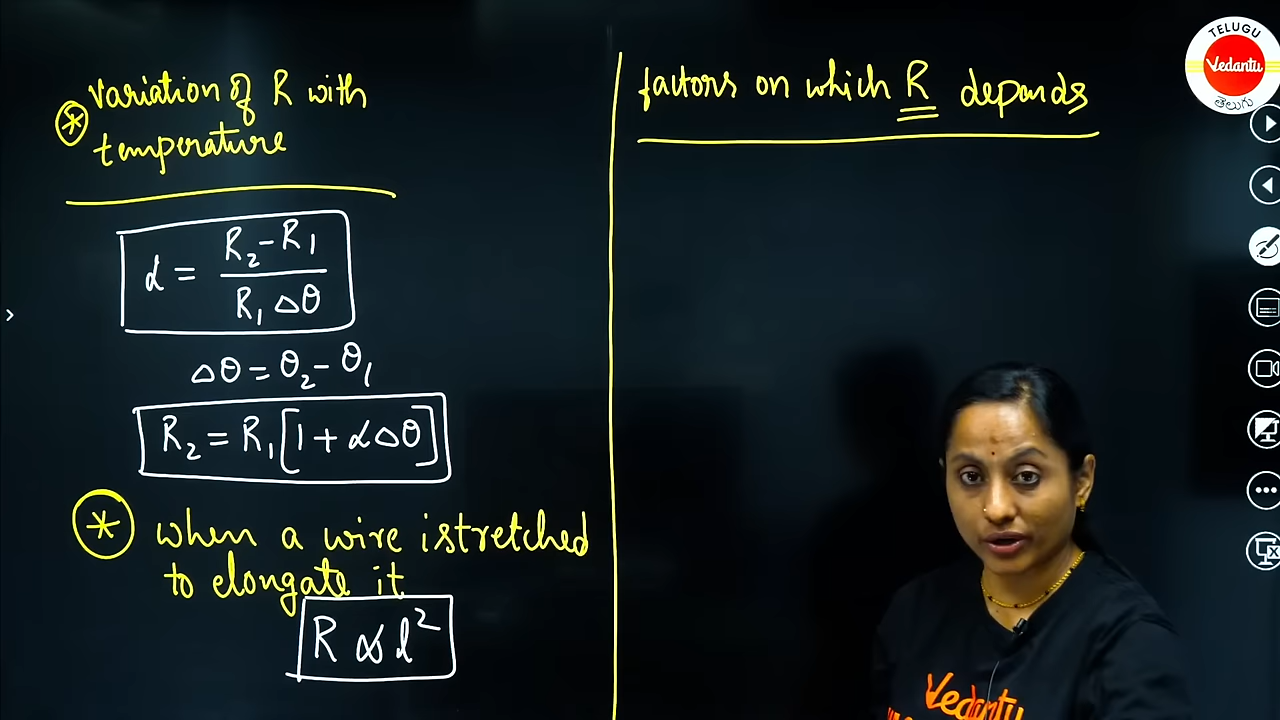 * variation of R with
temperature
α = R₂-R₁ / R₁ Δθ
Δθ = θ₂ - θ₁
R₂ = R₁[1 + αΔθ]
* when a wire istretched
to elongate it
R ∝ l²
factors on which R depends
TELUGU
Vedantu
తెలుగు
Vedantu